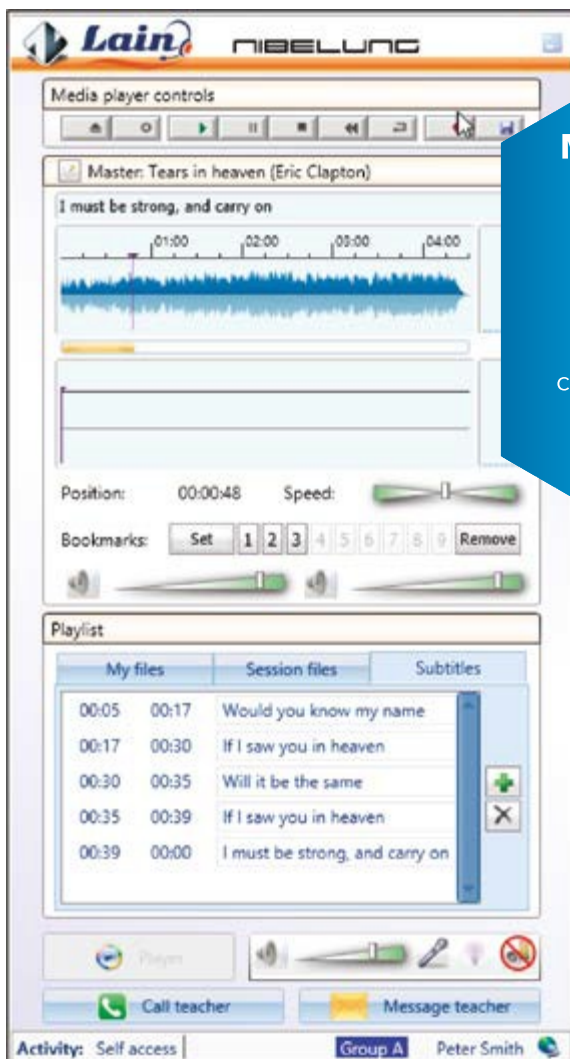 Lain NIBELUNG
Media player controls
Master: Tears in heaven (Eric Clapton)
I must be strong, and carry on
01:00 02:00 03:00 04:00
Position: 00:00:48 Speed:
Bookmarks: Set 1 2 3 4 5 6 7 8 9 Remove
Playlist
My files Session files Subtitles
00:05 00:17 Would you know my name
00:17 00:30 If I saw you in heaven
00:30 00:35 Will it be the same
00:35 00:39 If I saw you in heaven
00:39 00:00 I must be strong, and carry on
Player
Call teacher Message teacher
Activity: Self access Group A Peter Smith